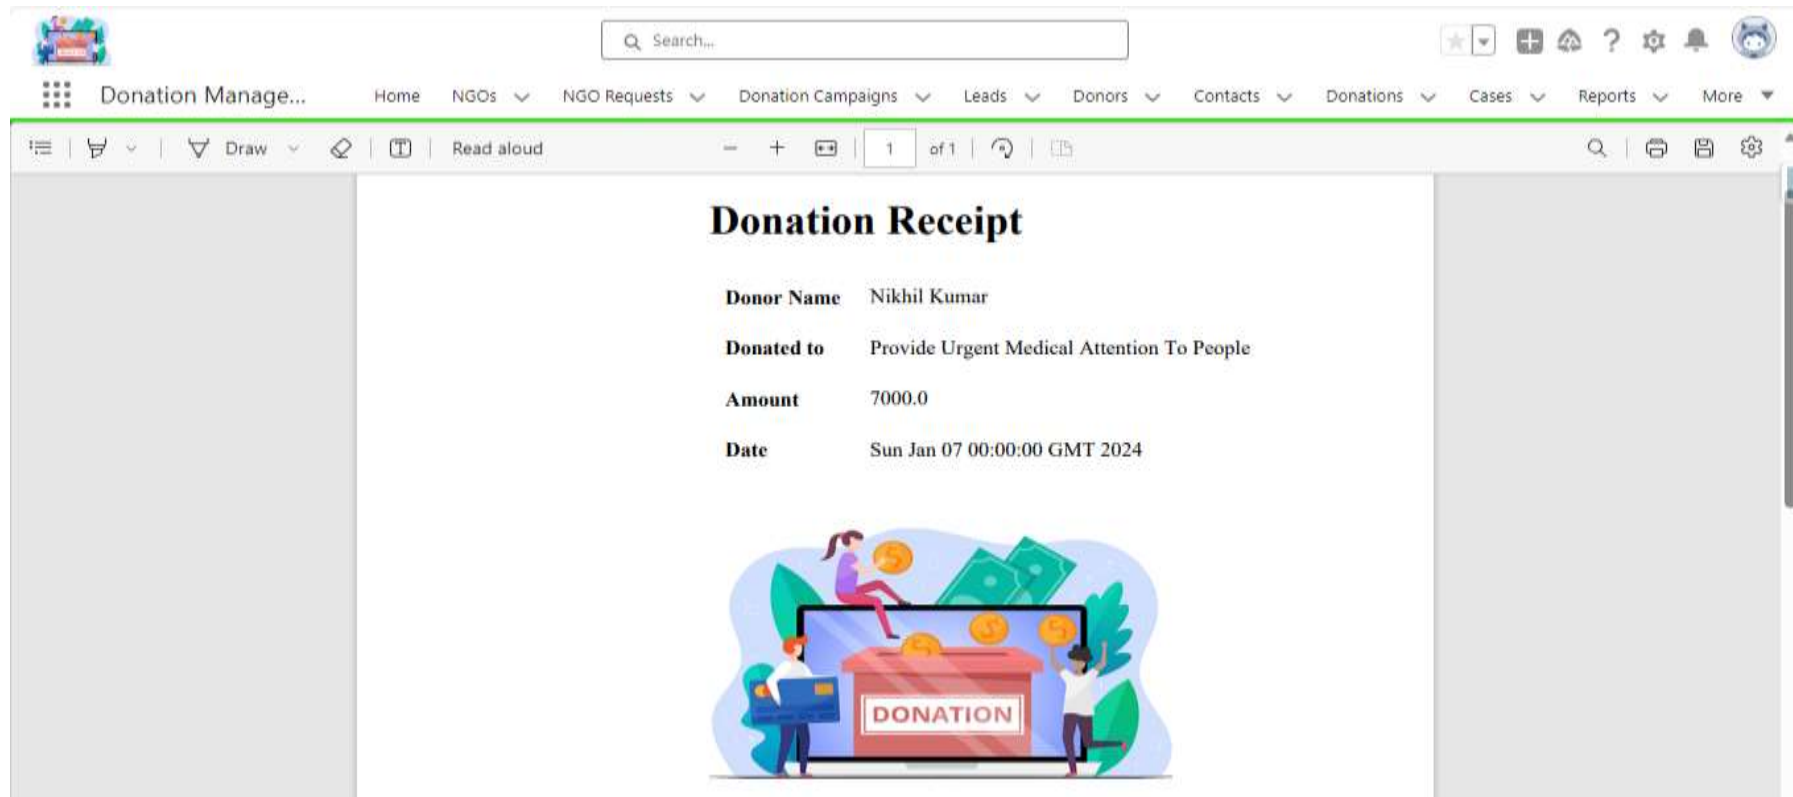 Search...
Donation Manage... Home NGOs NGO Requests Donation Campaigns Leads Donors Contacts Donations Cases Reports More
Draw Read aloud 1 of 1
Donation Receipt
Donor Name Nikhil Kumar
Donated to Provide Urgent Medical Attention To People
Amount 7000.0
Date Sun Jan 07 00:00:00 GMT 2024
DONATION